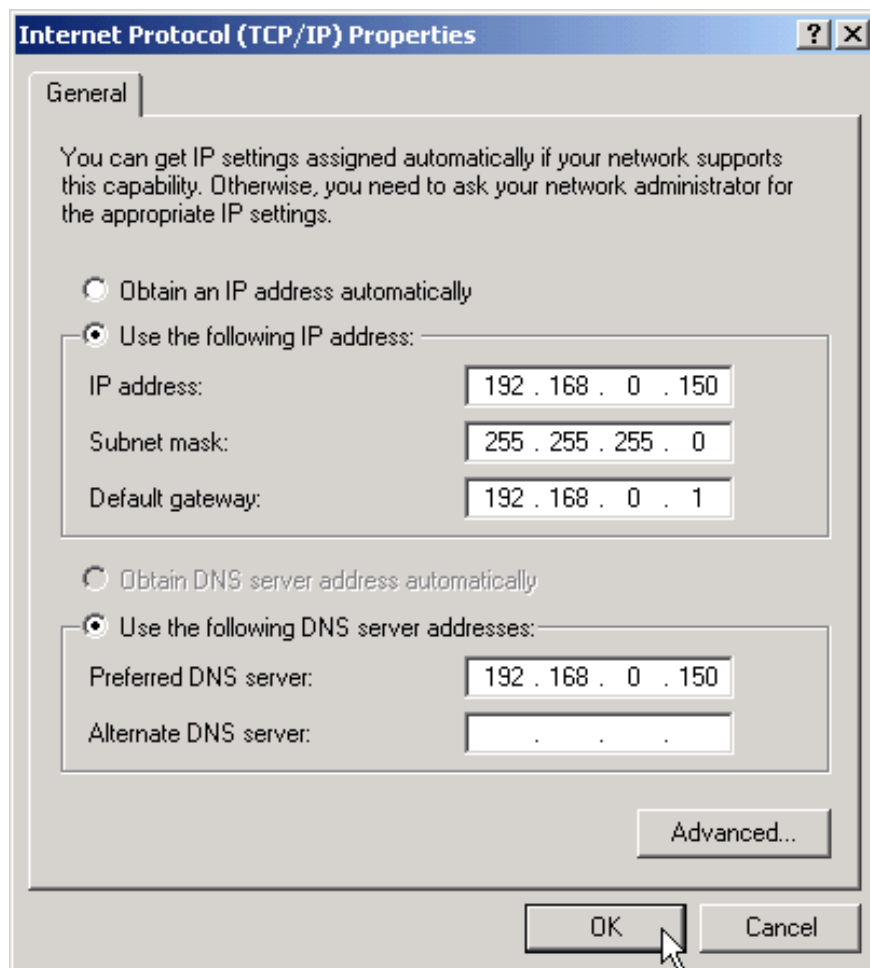 Internet Protocol (TCP/IP) Properties
General
You can get IP settings assigned automatically if your network supports
this capability. Otherwise, you need to ask your network administrator for
the appropriate IP settings.
Obtain an IP address automatically
Use the following IP address:
IP address: 192 . 168 . 0 . 150
Subnet mask: 255 . 255 . 255 . 0
Default gateway: 192 . 168 . 0 . 1
Obtain DNS server address automatically
Use the following DNS server addresses:
Preferred DNS server: 192 . 168 . 0 . 150
Alternate DNS server: . . .
Advanced...
OK Cancel